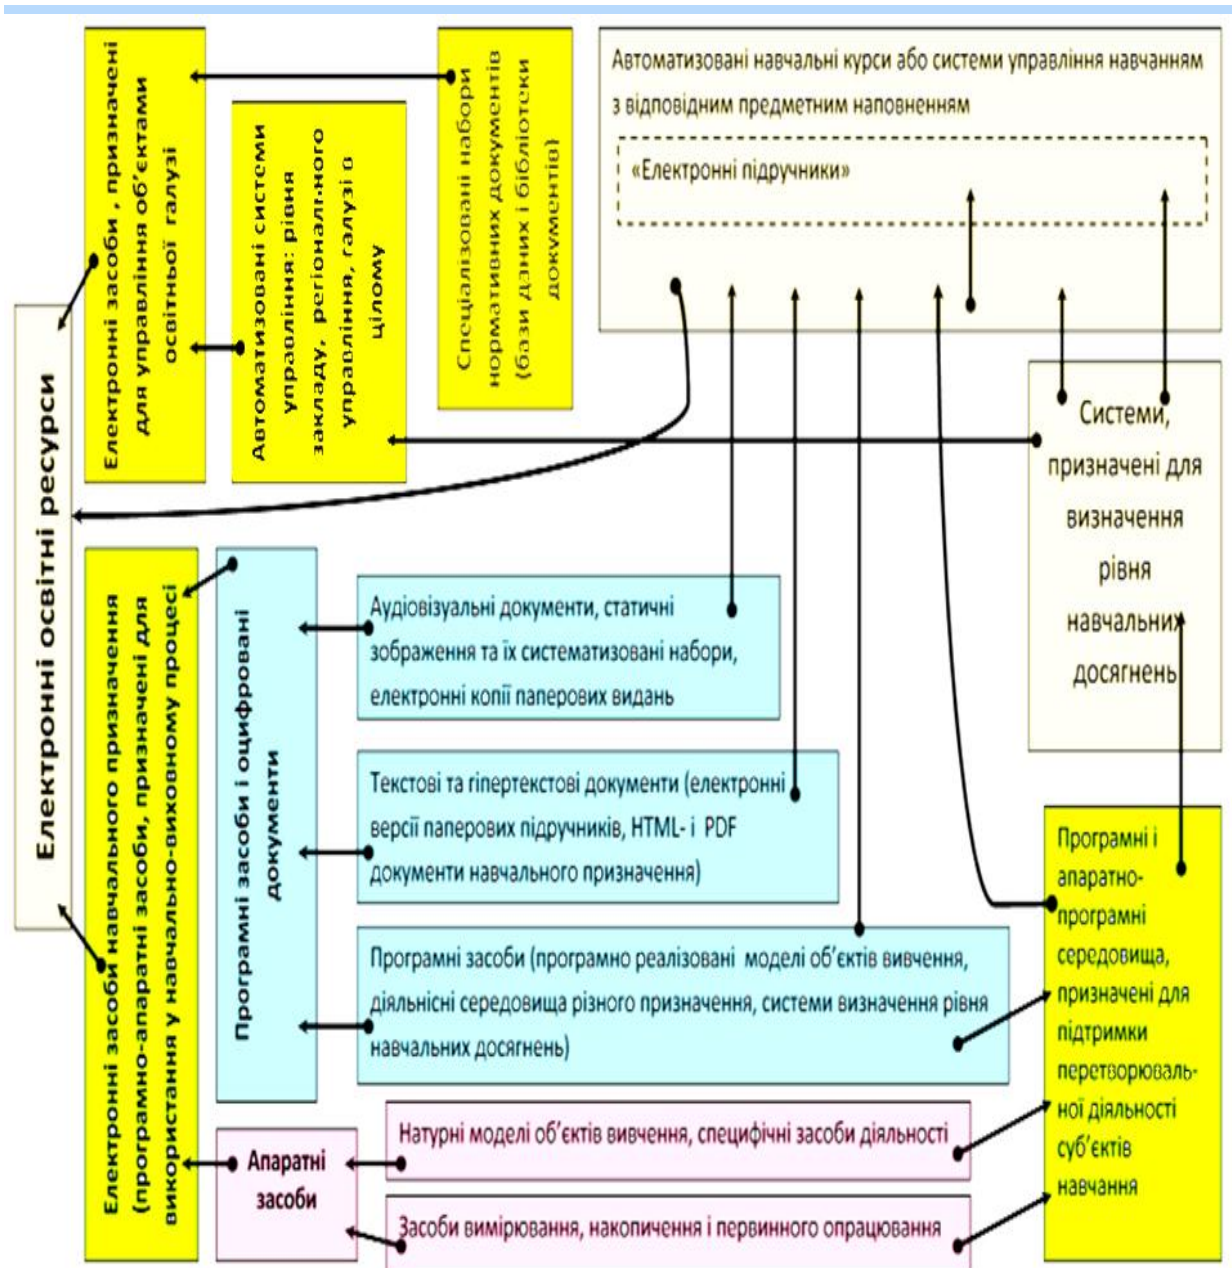 Електронні освітні ресурси
Електронні засоби , призначені
для управління об’єктами
освітньої галузі
Автоматизовані системи
управління: рівня
закладу, регіонального
управління, галузі в
цілому
Спеціалізовані набори
нормативних документів
(бази даних і бібліотеки
документів)
Автоматизовані навчальні курси або системи управління навчанням
з відповідним предметним наповненням
«Електронні підручники»
Системи,
призначені для
визначення
рівня
навчальних
досягнень
Електронні засоби навчального призначення
(програмно-апаратні засоби, призначені для
використання у навчально-виховному процесі
Програмні засоби і оцифровані
документи
Аудіовізуальні документи, статичні
зображення та їх систематизовані набори,
електронні копії паперових видань
Текстові та гіпертекстові документи (електронні
версії паперових підручників, HTML- і PDF
документи навчального призначення)
Програмні засоби (програмно реалізовані моделі об’єктів вивчення,
діяльнісні середовища різного призначення, системи визначення рівня
навчальних досягнень)
Програмні і
апаратно-
програмні
середовища,
призначені для
підтримки
перетворюваль-
ної діяльності
суб’єктів
навчання
Апаратні
засоби
Натурні моделі об’єктів вивчення, специфічні засоби діяльності
Засоби вимірювання, накопичення і первинного опрацювання